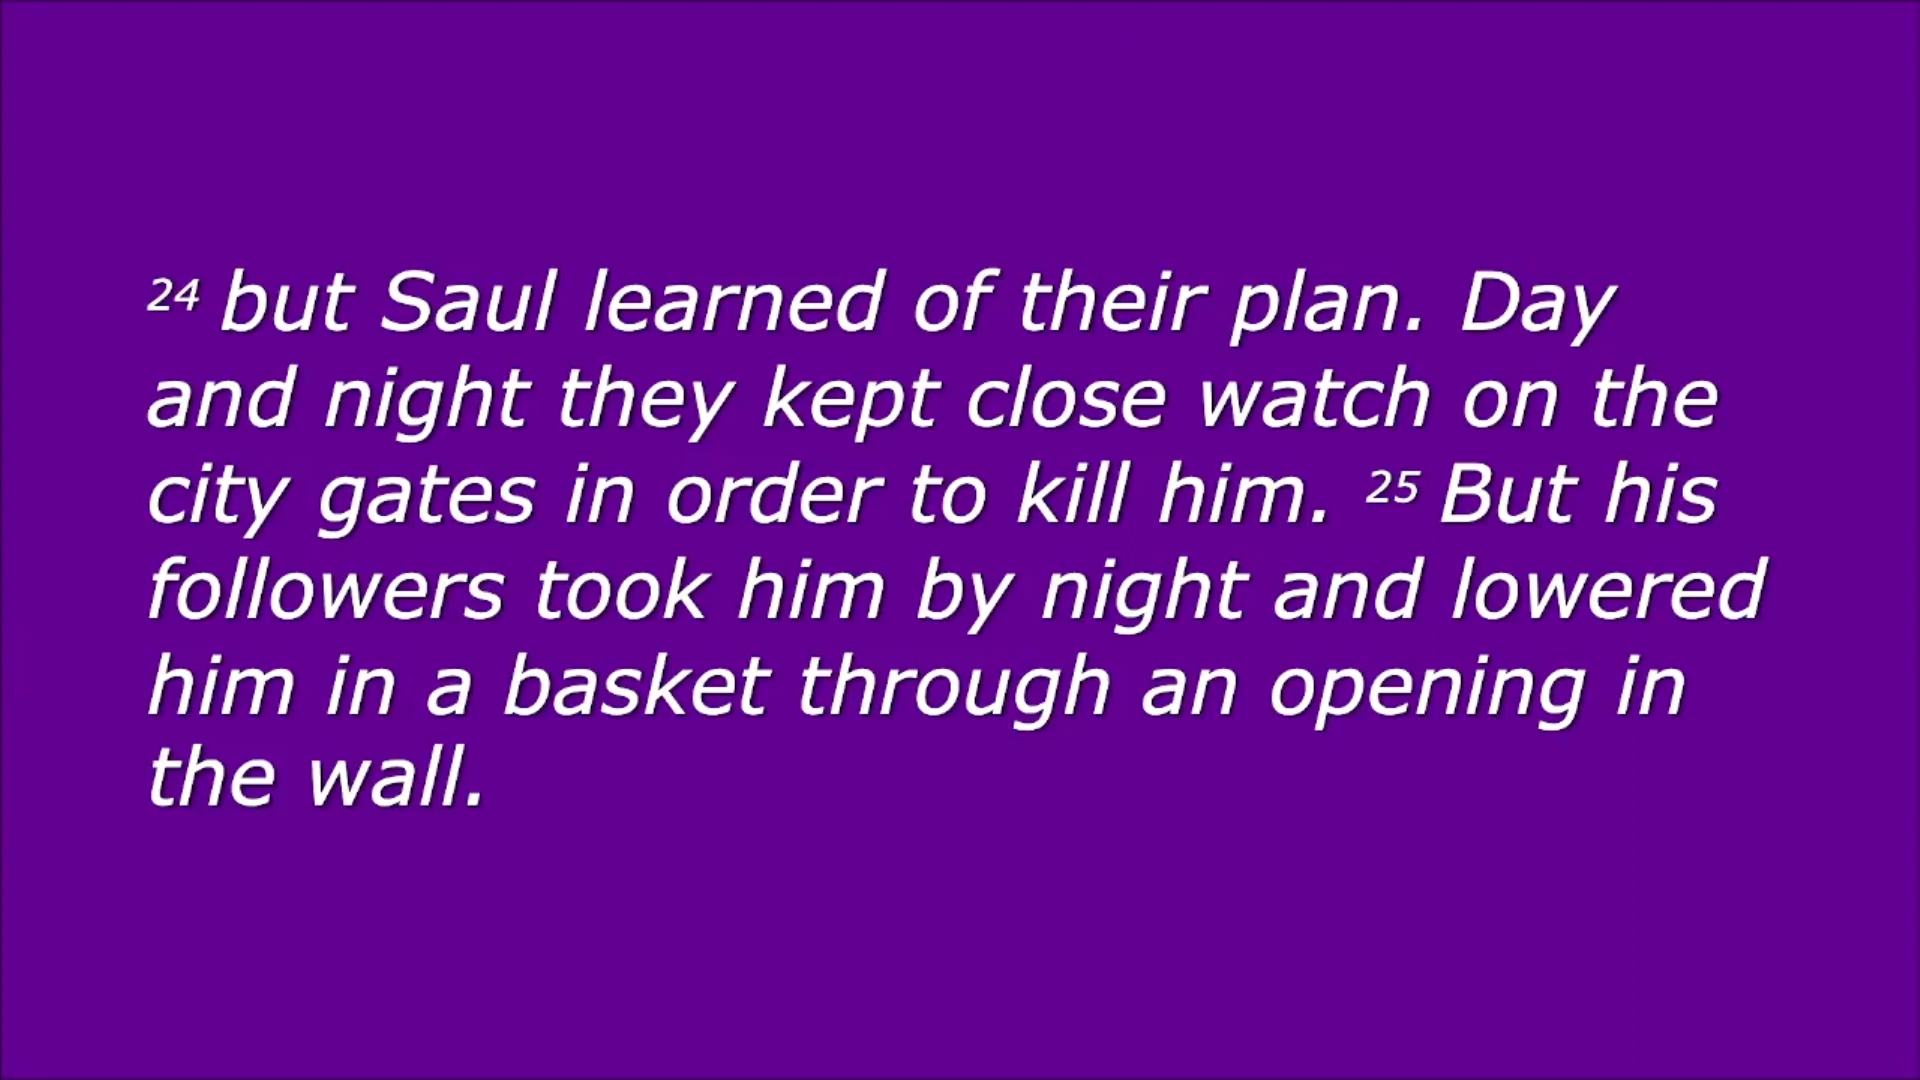 24 but Saul learned of their plan. Day
and night they kept close watch on the
city gates in order to kill him. 25 But his
followers took him by night and lowered
him in a basket through an opening in
the wall.